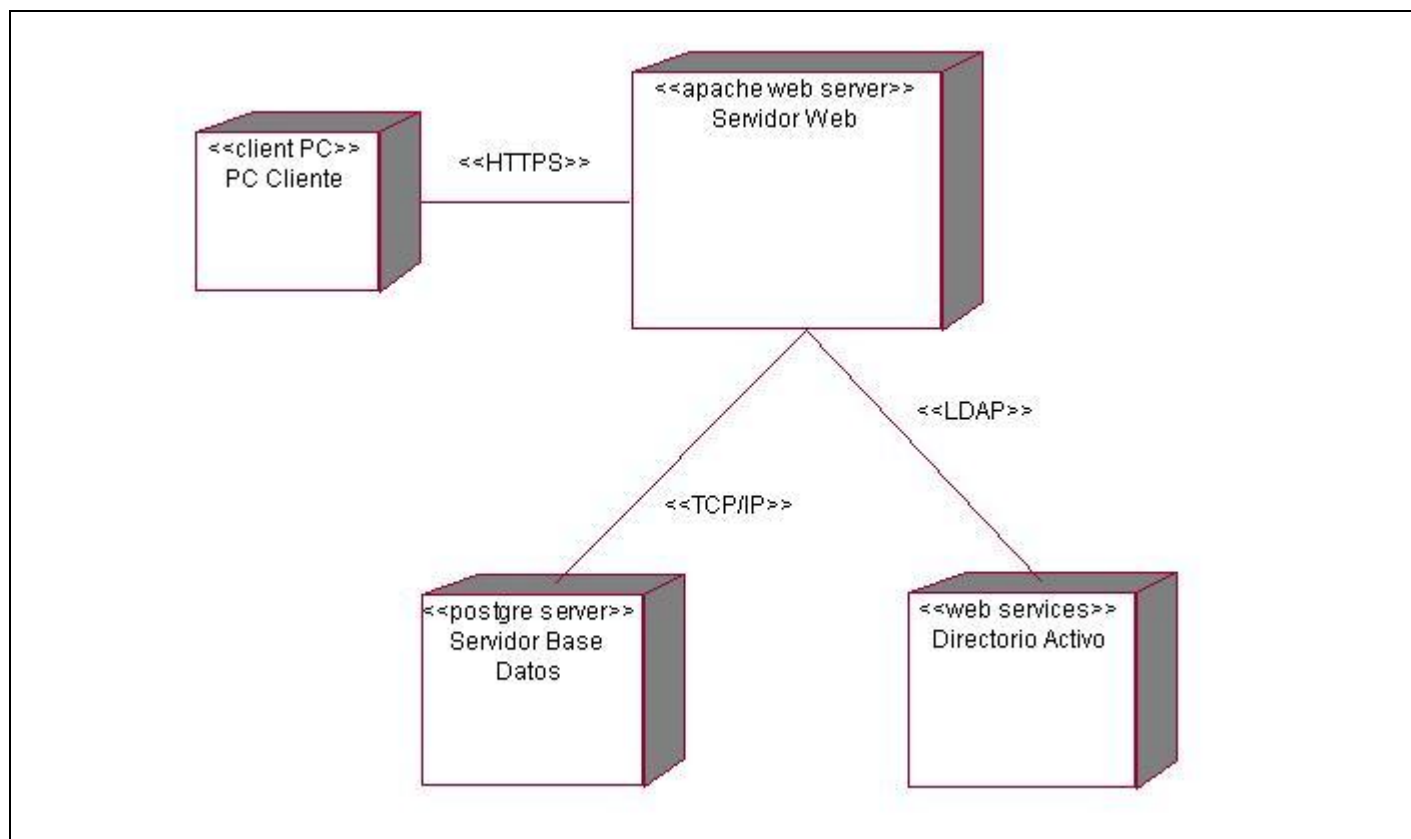 <<apache web server>>
Servidor Web
<<client PC>>
PC Cliente
<<HTTPS>>
<<LDAP>>
<<TCP/IP>>
<<postgre server>>
Servidor Base
Datos
<<web services>>
Directorio Activo